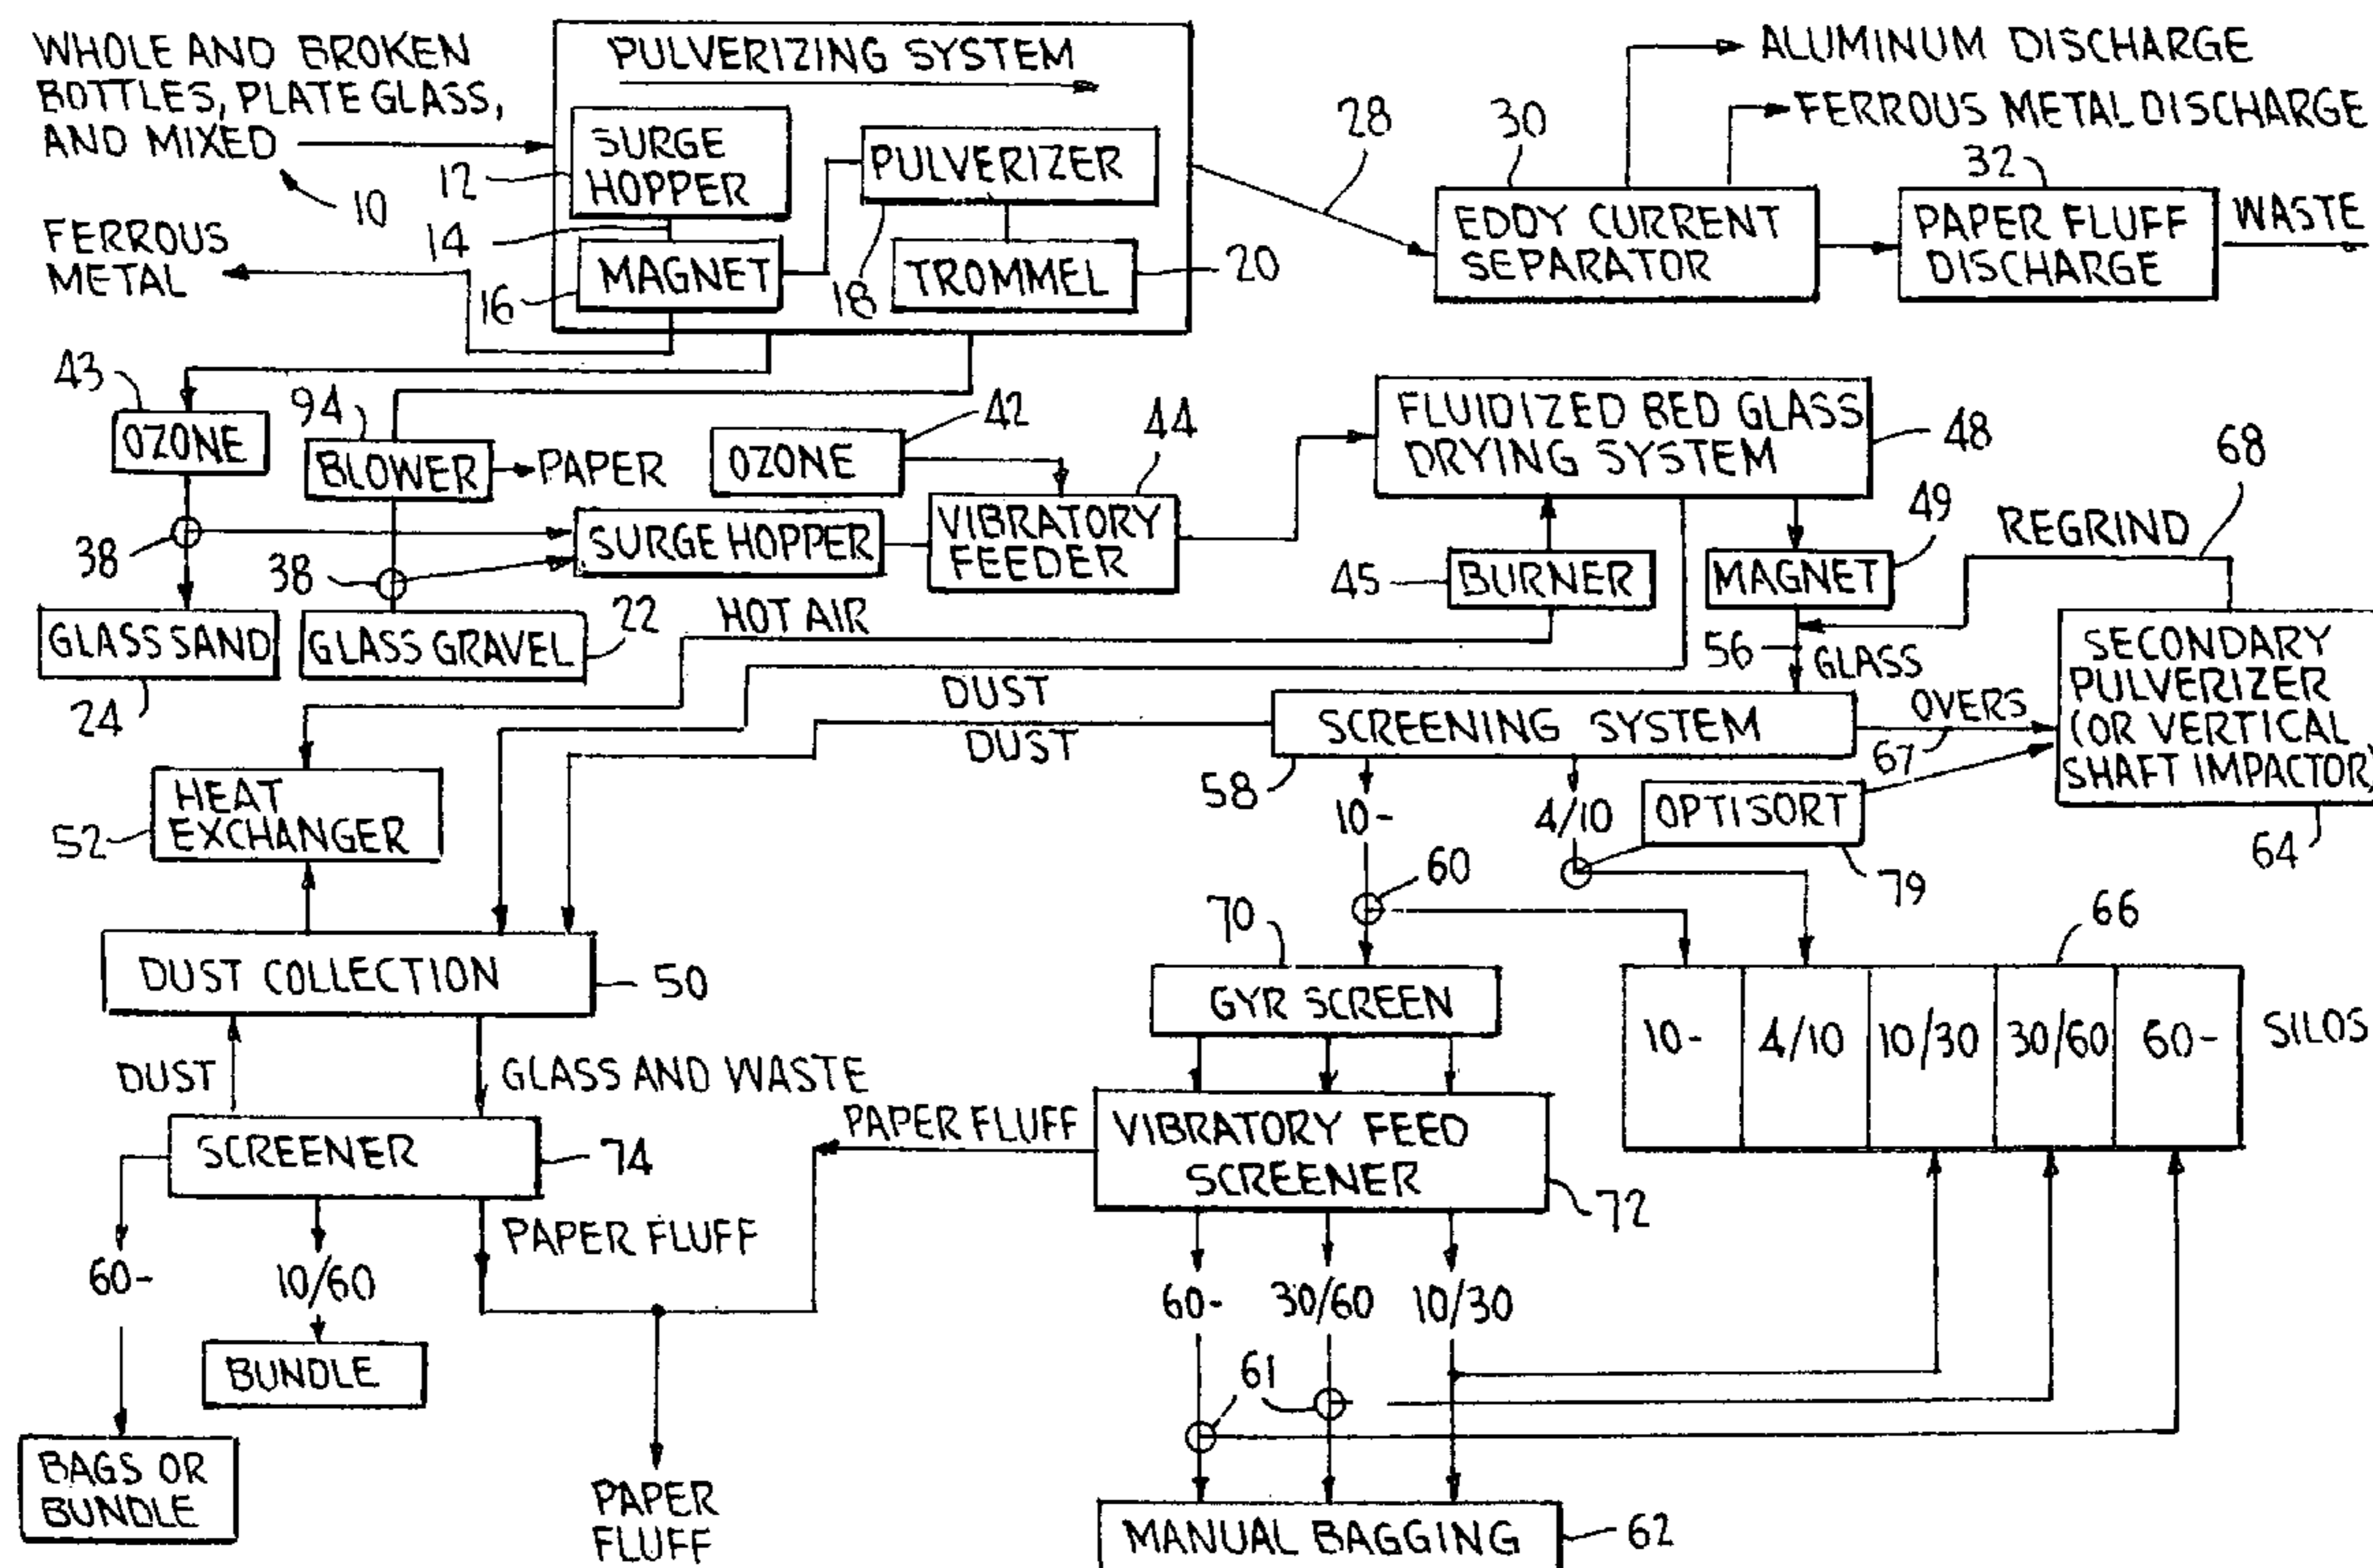 WHOLE AND BROKEN
BOTTLES, PLATE GLASS,
AND MIXED
10
FERROUS
METAL
PULVERIZING SYSTEM
SURGE
HOPPER
12
14
MAGNET
16
PULVERIZER
18
TROMMEL
20
28
30
EDDY CURRENT
SEPARATOR
ALUMINUM DISCHARGE
FERROUS METAL DISCHARGE
32
PAPER FLUFF
DISCHARGE
WASTE
43
OZONE
94
BLOWER
PAPER
OZONE
42
44
38
38
SURGE HOPPER
VIBRATORY
FEEDER
FLUIDIZED BED GLASS
DRYING SYSTEM
48
68
49
REGRIND
45
BURNER
MAGNET
GLASS SAND
24
GLASS GRAVEL
22
HOT AIR
56
GLASS
SECONDARY
PULVERIZER
(OR VERTICAL
SHAFT IMPACTOR)
64
DUST
DUST
SCREENING SYSTEM
OVERS
67
58
10-
4/10
OPTISORT
79
HEAT
EXCHANGER
52
60
70
66
DUST COLLECTION
50
GYR SCREEN
10-
4/10
10/30
30/60
60-
SILOS
DUST
GLASS AND WASTE
SCREENER
74
PAPER FLUFF
VIBRATORY FEED
SCREENER
72
PAPER FLUFF
60-
10/60
60-
30/60
10/30
BUNDLE
61
BAGS OR
BUNDLE
PAPER
FLUFF
MANUAL BAGGING
62